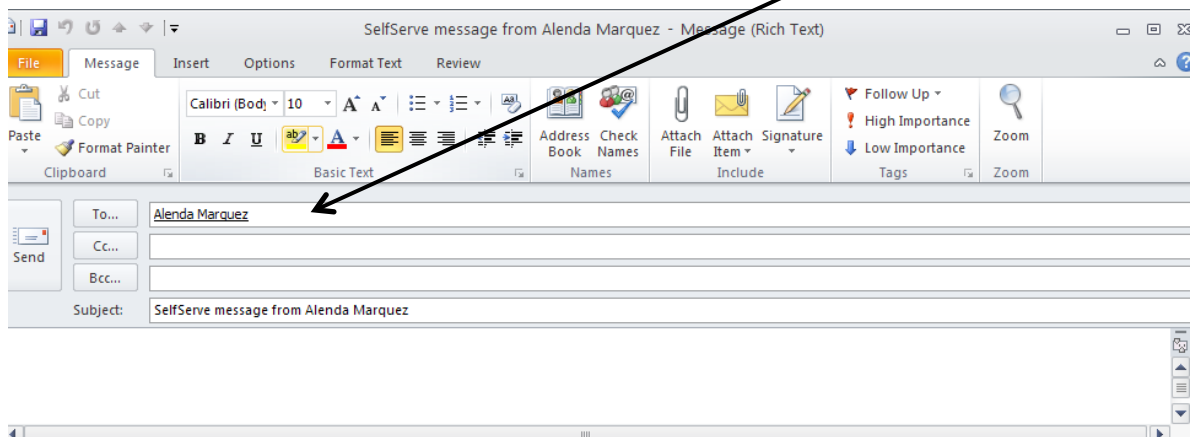 SelfServe message from Alenda Marquez - Message (Rich Text)
File Message Insert Options Format Text Review
Cut
Copy
Format Painter
Paste
Calibri (Body 10
B I U A
Address Book
Check Names
Attach File
Attach Item
Signature
Follow Up
High Importance
Low Importance
Zoom
Clipboard Basic Text Names Include Tags Zoom
Send
To... Alenda Marquez
Cc...
Bcc...
Subject: SelfServe message from Alenda Marquez